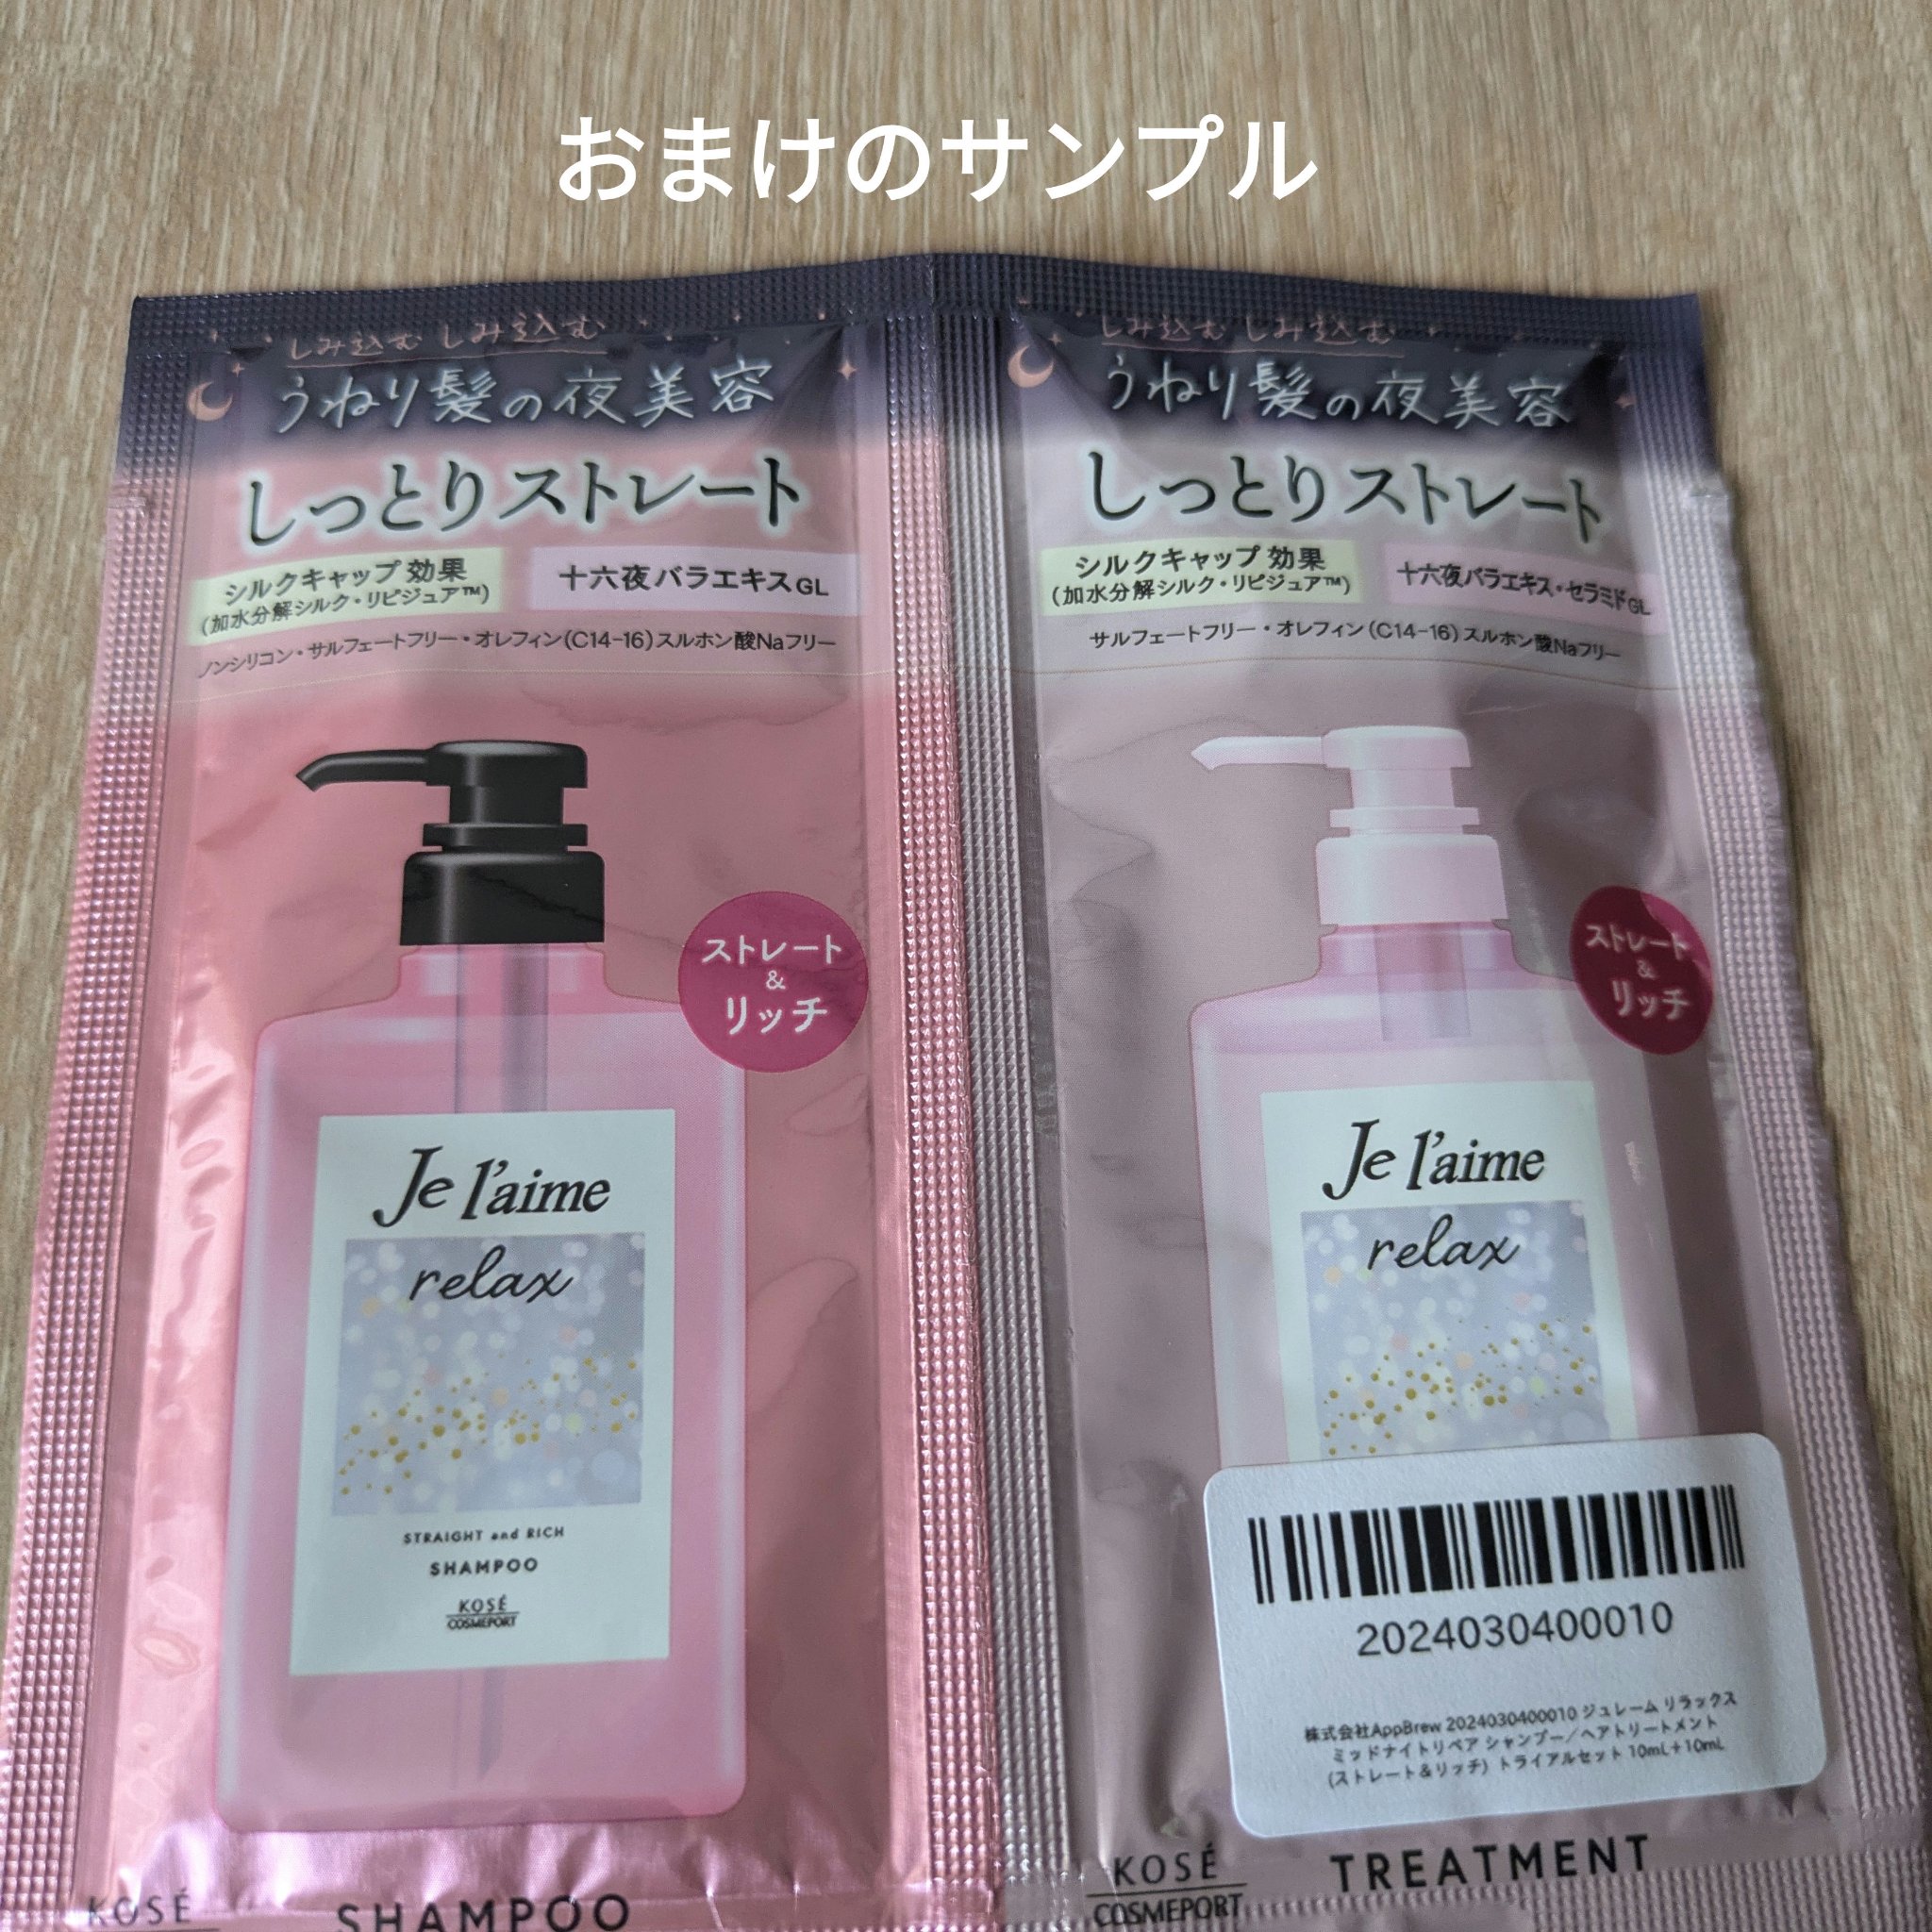 おまけのサンプル
しみ込む しみ込む
うねり髪の夜美容
しっとりストレート
シルクキャップ 効果
(加水分解シルク・リピジュア™)
十六夜バラエキスGL
ノンシリコン・サルフェートフリー・オレフィン(C14-16)スルホン酸Naフリー
ストレート
&
リッチ
Je l'aime
relax
STRAIGHT and RICH
SHAMPOO
KOSÉ
COSMEPORT
KOSÉ
SHAMPOO
しみ込む しみ込む
うねり髪の夜美容
しっとりストレート
シルクキャップ 効果
(加水分解シルク・リピジュア™)
十六夜バラエキス・セラミドGL
サルフェートフリー・オレフィン(C14-16)スルホン酸Naフリー
ストレート
&
リッチ
Je l'aime
relax
2024030400010
株式会社AppBrew 2024030400010 ジュレーム リラックス
ミッドナイトリペア シャンプー／ヘアトリートメント
(ストレート&リッチ) トライアルセット 10mL+10mL
KOSÉ
COSMEPORT
TREATMENT